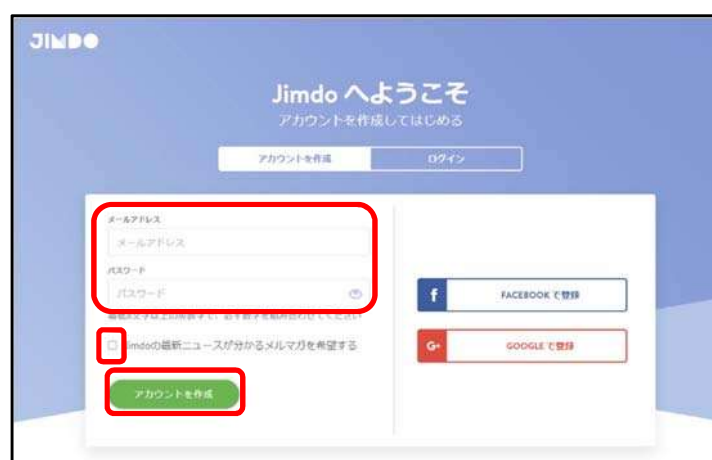 JIMDO
Jimdo へようこそ
アカウントを作成してはじめる
アカウントを作成
ログイン
メールアドレス
メールアドレス
パスワード
パスワード
Jimdoの最新ニュースが分かるメルマガを希望する
アカウントを作成
f
FACEBOOK で登録
G+
GOOGLE で登録